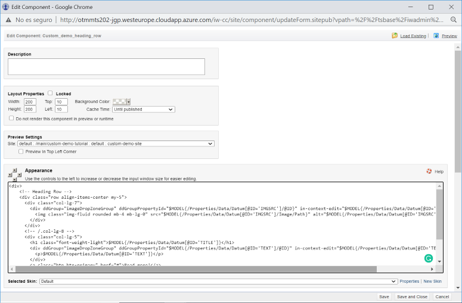 Edit Component - Google Chrome
No es seguro | http://otmmts202-jgp.westeurope.cloudapp.azure.com/iw-cc/site/component/updateForm.sitepub?vpath=%2F%2Ftsbase%2Fiwadmin%2...
Edit Component: Custom_demo_heading_row
Load Existing | Preview
Description
Layout Properties Locked
Width: 200 Top: 10 Background Color:
Height: 200 Left: 10 Cache Time: Until published
Do not render this component in preview or runtime
Preview Settings
Site:
Preview In Top Left Corner
Appearance Help
Use the controls to the left to increase or decrease the input window size for easier editing.
<div>
<!-- Heading Row -->
<div class="row align-items-center my-5">
<div class="col-lg-7">
<div ddGroup="imageDropZoneGroup" ddGroupPropertyId="$MODEL[/Properties/Data/Datum[@ID='IMGSRC']/@ID]" in-context-edit="$MODEL[/Properties/Data/Datum[@ID='IMGSRC'
<img class="img-fluid rounded mb-4 mb-lg-0" src="$MODEL[/Properties/Data/Datum[@ID='IMGSRC']/Image/Path]" alt="$MODEL[/Properties/Data/Datum[@ID='IMGSRC'
</div>
</div>
<!-- /.col-lg-8 -->
<div class="col-lg-5">
<h1 class="font-weight-light">$MODEL[/Properties/Data/Datum[@ID='TITLE']]</h1>
<div ddGroup="imageDropZoneGroup" ddGroupPropertyId="$MODEL[/Properties/Data/Datum[@ID='TEXT']/@ID]" in-context-edit="$MODEL[/Properties/Data/Datum[@ID='TE
<p>$MODEL[/Properties/Data/Datum[@ID='TEXT']]</p>
</div>
Selected Skin: Default Properties | New Skin
Save Save and Close Cancel